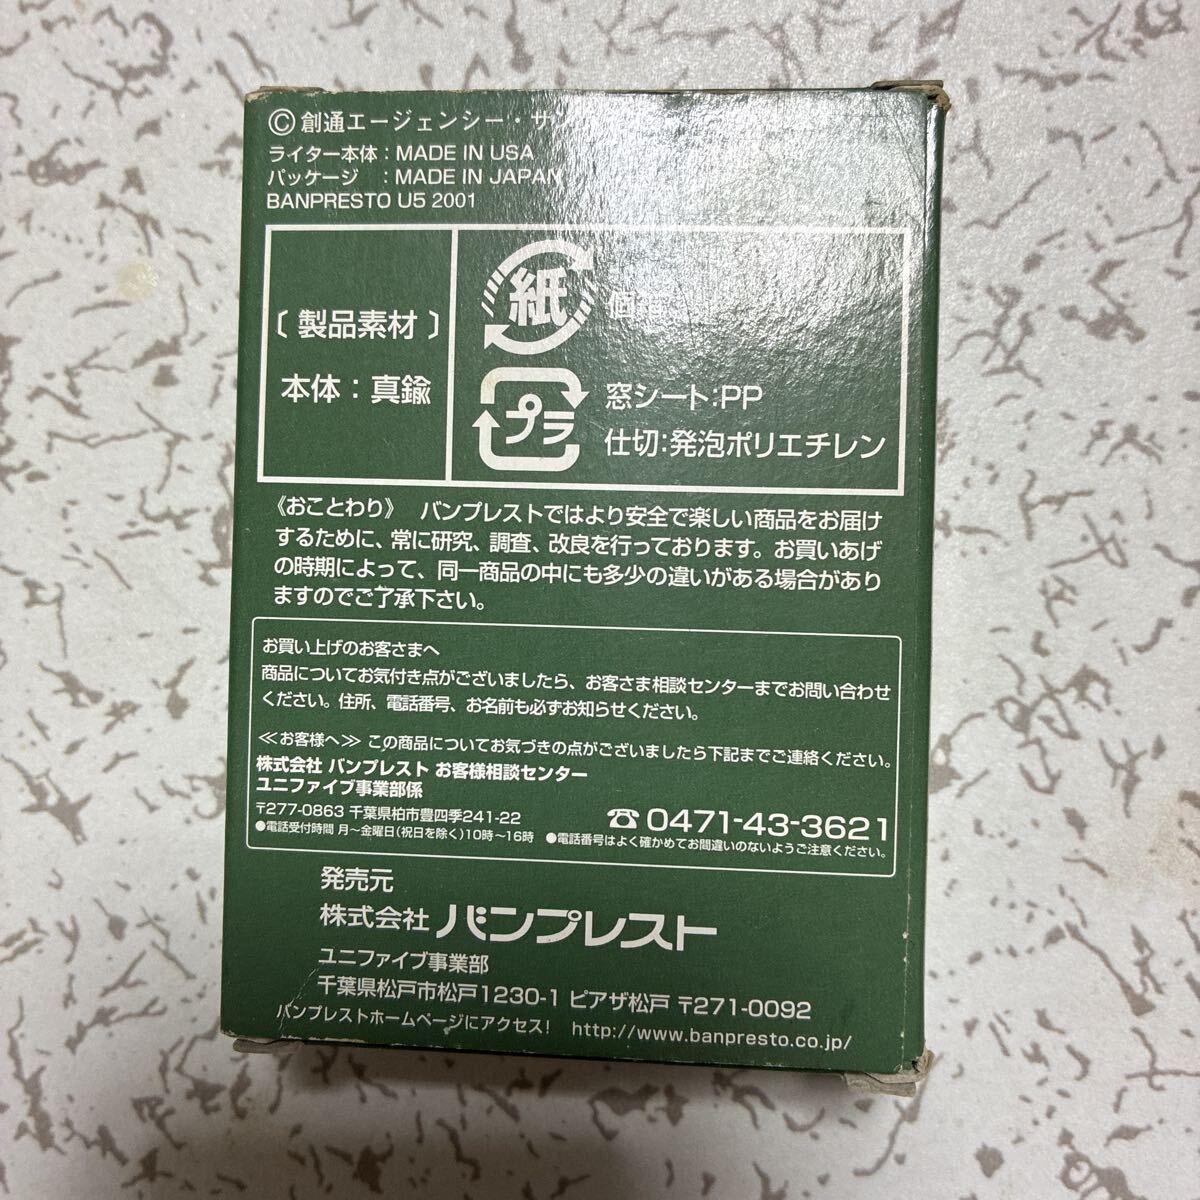 ©創通エージェンシー・サン
ライター本体：MADE IN USA
パッケージ　：MADE IN JAPAN
BANPRESTO U5 2001
〔 製品素材 〕
本体：真鍮
紙
個箱
プラ
窓シート：PP
仕切：発泡ポリエチレン
《おことわり》　バンプレストではより安全で楽しい商品をお届け
するために、常に研究、調査、改良を行っております。お買いあげ
の時期によって、同一商品の中にも多少の違いがある場合があり
ますのでご了承下さい。
お買い上げのお客さまへ
商品についてお気付き点がございましたら、お客さま相談センターまでお問い合わせ
ください。住所、電話番号、お名前も必ずお知らせください。
≪お客様へ≫ この商品についてお気づきの点がございましたら下記までご連絡ください。
株式会社 バンプレスト お客様相談センター
ユニファイブ事業部係
〒277-0863 千葉県柏市豊四季241-22
☎0471-43-3621
●電話受付時間 月～金曜日(祝日を除く)10時～16時　●電話番号はよく確かめてお間違いのないようご注意ください。
発売元
株式会社 バンプレスト
ユニファイブ事業部
千葉県松戸市松戸1230-1 ピアザ松戸 〒271-0092
バンプレストホームページにアクセス！ http://www.banpresto.co.jp/